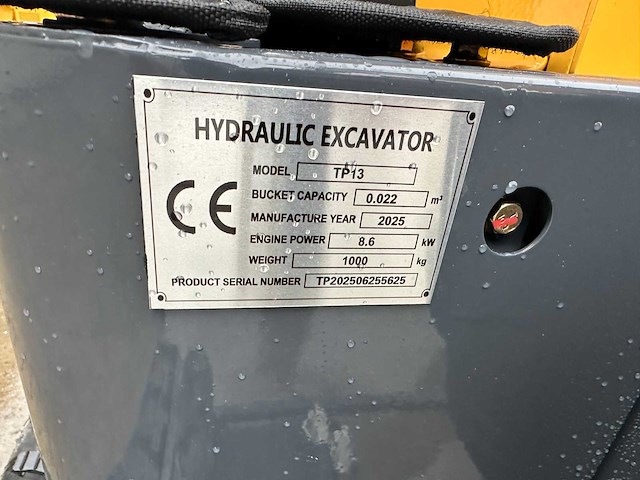 HYDRAULIC EXCAVATOR
MODEL TP13
CE
BUCKET CAPACITY 0.022 m³
MANUFACTURE YEAR 2025
ENGINE POWER 8.6 kW
WEIGHT 1000 kg
PRODUCT SERIAL NUMBER TP202506255625